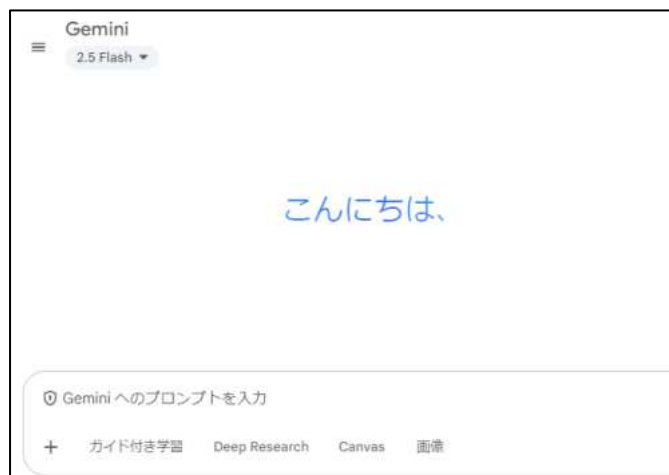 Gemini
2.5 Flash
こんにちは、
Gemini へのプロンプトを入力
ガイド付き学習 Deep Research Canvas 画像